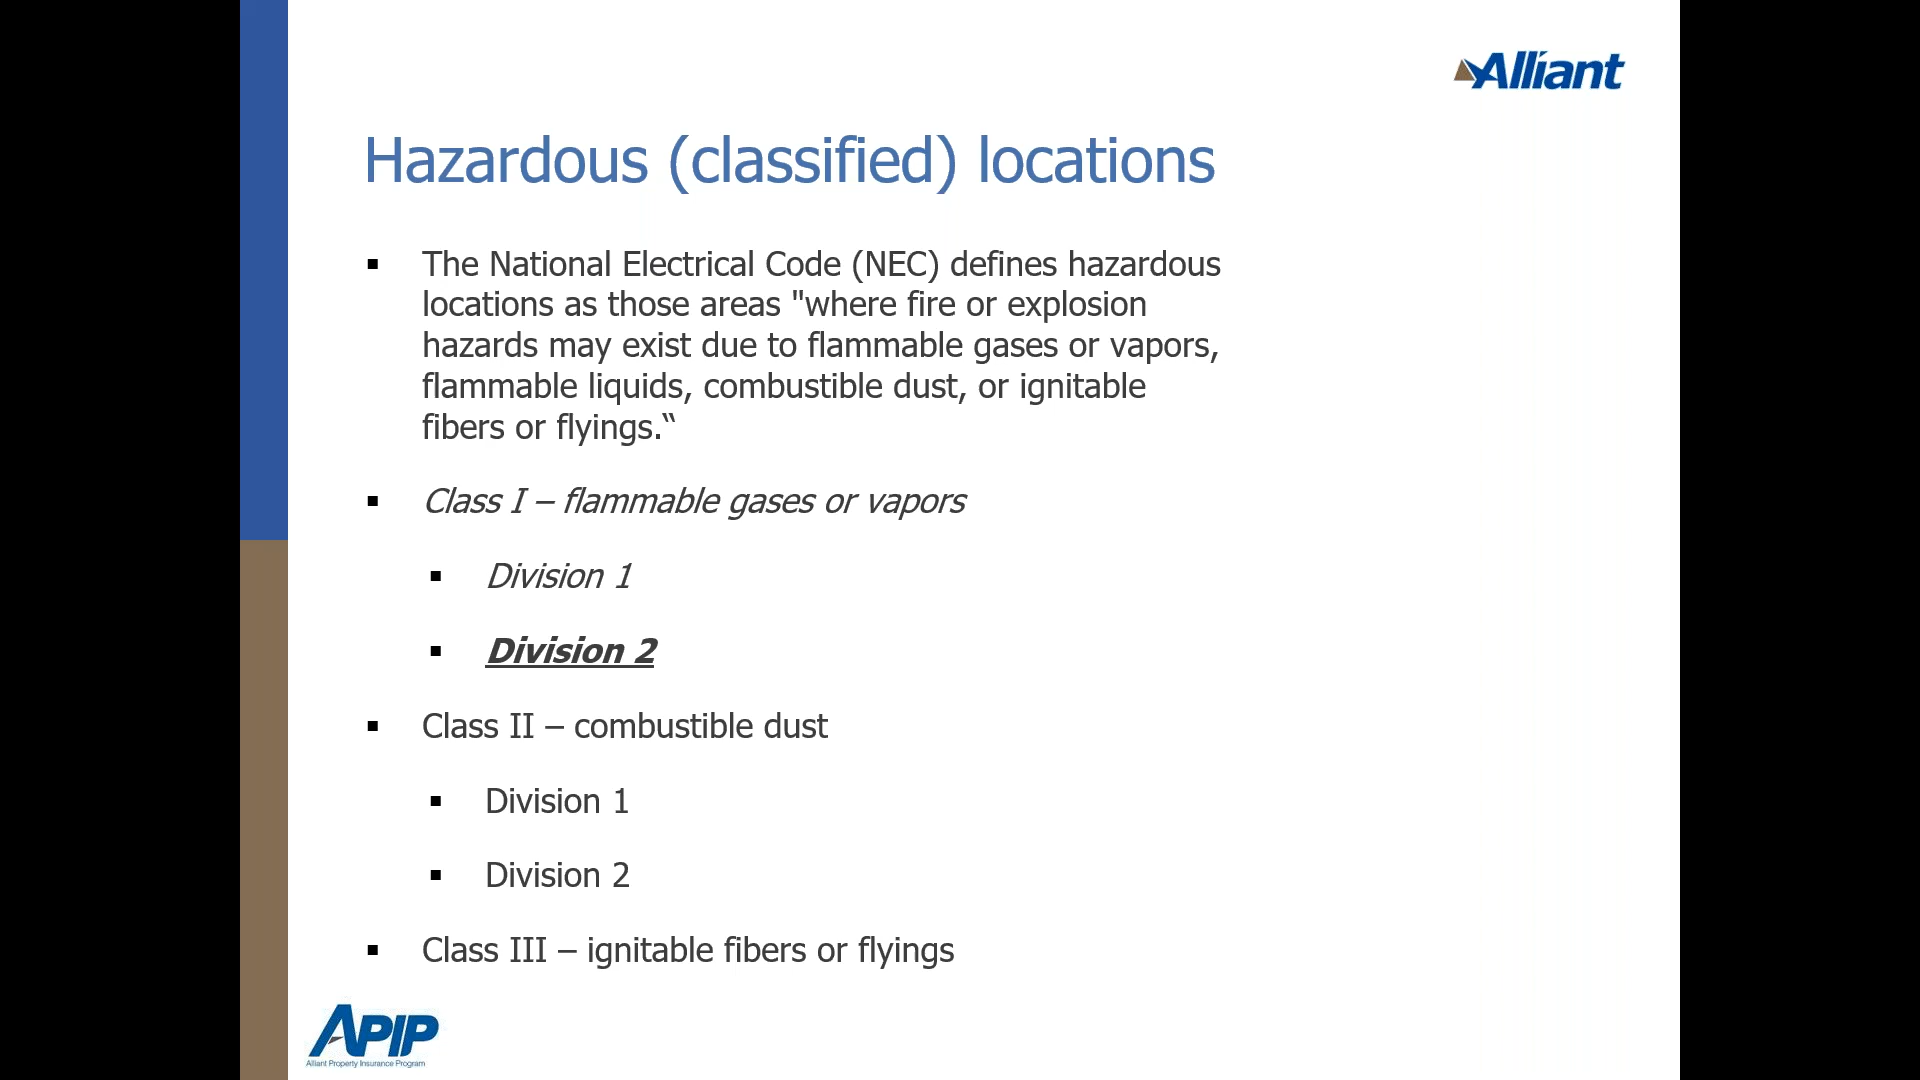 Alliant
Hazardous (classified) locations
▪ The National Electrical Code (NEC) defines hazardous
locations as those areas "where fire or explosion
hazards may exist due to flammable gases or vapors,
flammable liquids, combustible dust, or ignitable
fibers or flyings.“
▪ Class I – flammable gases or vapors
▪ Division 1
▪ Division 2
▪ Class II – combustible dust
▪ Division 1
▪ Division 2
▪ Class III – ignitable fibers or flyings
APIP
Alliant Property Insurance Program